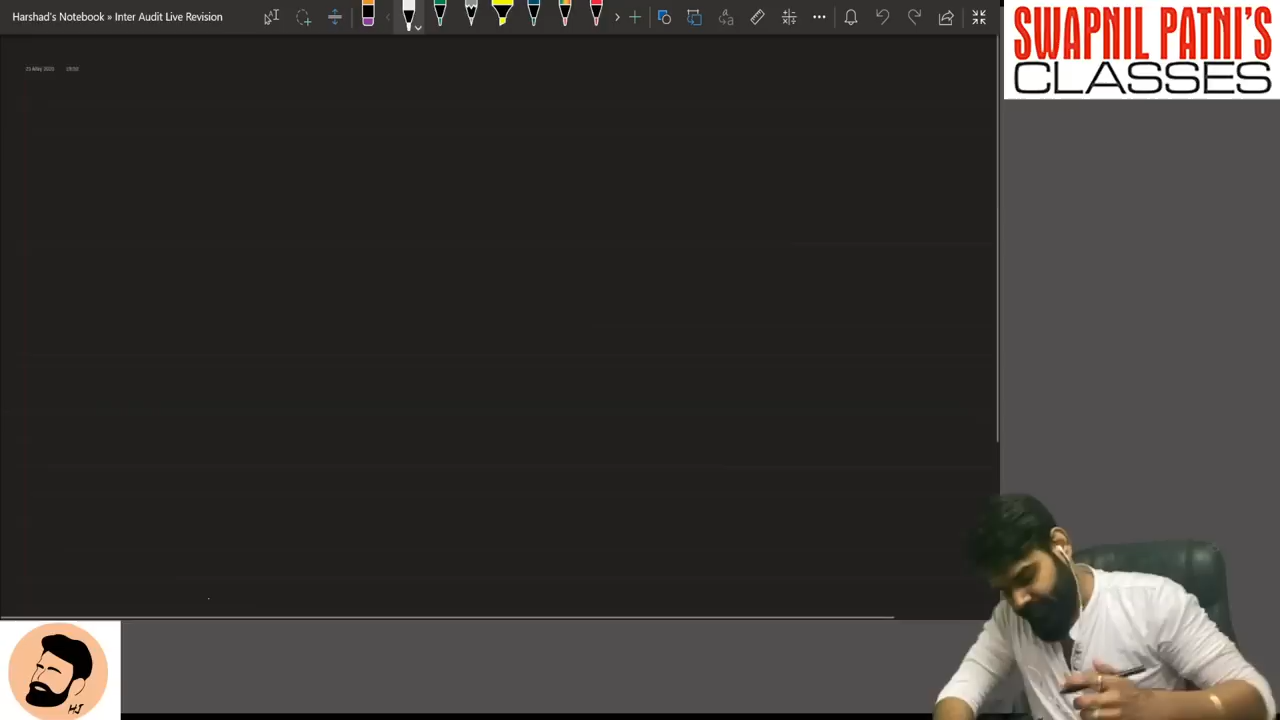 Harshad's Notebook » Inter Audit Live Revision
SWAPNIL PATNI'S
CLASSES
HJ